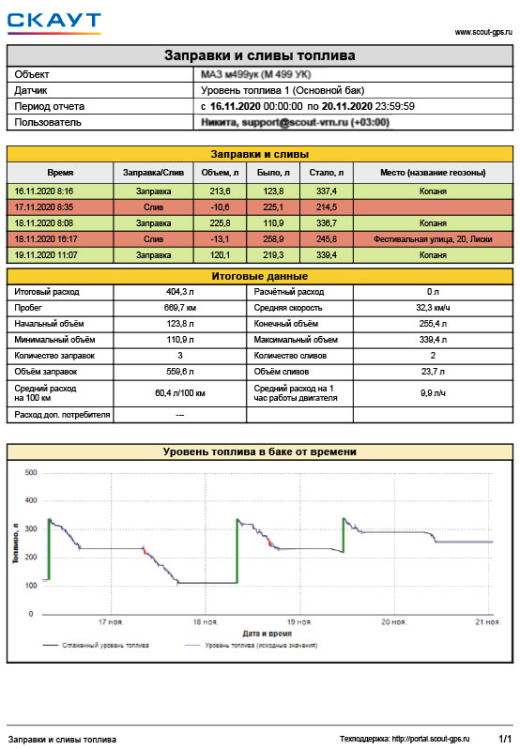 СКАУТ
www.scout-gps.ru
Заправки и сливы топлива
Объект МАЗ м499ук (М 499 УК)
Датчик Уровень топлива 1 (Основной бак)
Период отчета с 16.11.2020 00:00:00 по 20.11.2020 23:59:59
Пользователь Никита, support@scout-vrn.ru (+03:00)
Заправки и сливы
Время Заправка/Слив Объем, л Было, л Стало, л Место (название геозоны)
16.11.2020 8:16 Заправка 213,6 123,8 337,4 Копаня
17.11.2020 8:35 Слив -10,6 225,1 214,5
18.11.2020 8:08 Заправка 225,8 110,9 336,7 Копаня
18.11.2020 16:17 Слив -13,1 258,9 245,8 Фестивальная улица, 20, Лиски
19.11.2020 11:07 Заправка 120,1 219,3 339,4 Копаня
Итоговые данные
Итоговый расход 404,3 л Расчётный расход 0 л
Пробег 669,7 км Средняя скорость 32,3 км/ч
Начальный объём 123,8 л Конечный объём 255,4 л
Минимальный объём 110,9 л Максимальный объем 339,4 л
Количество заправок 3 Количество сливов 2
Объём заправок 559,6 л Объём сливов 23,7 л
Средний расход на 100 км 60,4 л/100 км Средний расход на 1 час работы двигателя 9,9 л/ч
Расход доп. потребителя ---
Уровень топлива в баке от времени
500
400
300
200
100
0
Топливо, л
17 ноя. 18 ноя. 19 ноя. 20 ноя. 21 ноя.
Дата и время
Сглаженный уровень топлива Уровень топлива (исходные значения)
Заправки и сливы топлива Техподдержка: http://portal.scout-gps.ru 1/1